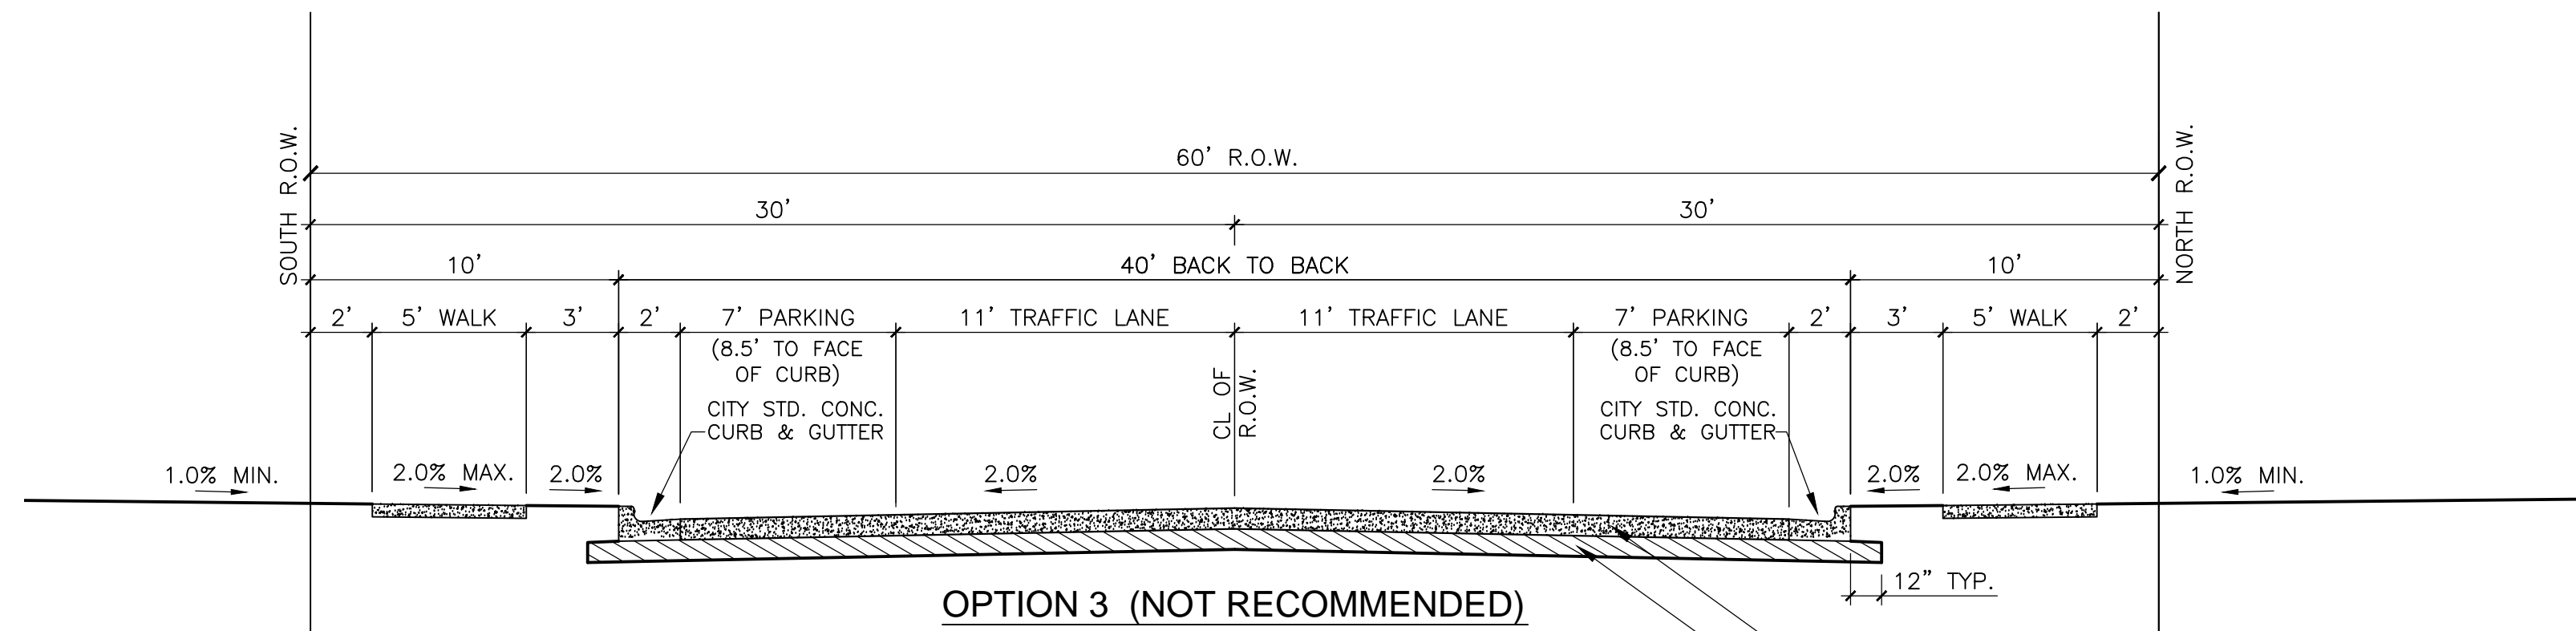 60' R.O.W.
SOUTH R.O.W.
NORTH R.O.W.
30'
30'
10'
40' BACK TO BACK
10'
2'
5' WALK
3'
2'
7' PARKING
11' TRAFFIC LANE
11' TRAFFIC LANE
7' PARKING
2'
3'
5' WALK
2'
(8.5' TO FACE
OF CURB)
CITY STD. CONC.
CURB & GUTTER
CL OF
R.O.W.
(8.5' TO FACE
OF CURB)
CITY STD. CONC.
CURB & GUTTER
1.0% MIN.
2.0% MAX.
2.0%
2.0%
2.0%
2.0%
2.0% MAX.
1.0% MIN.
12" TYP.
OPTION 3 (NOT RECOMMENDED)